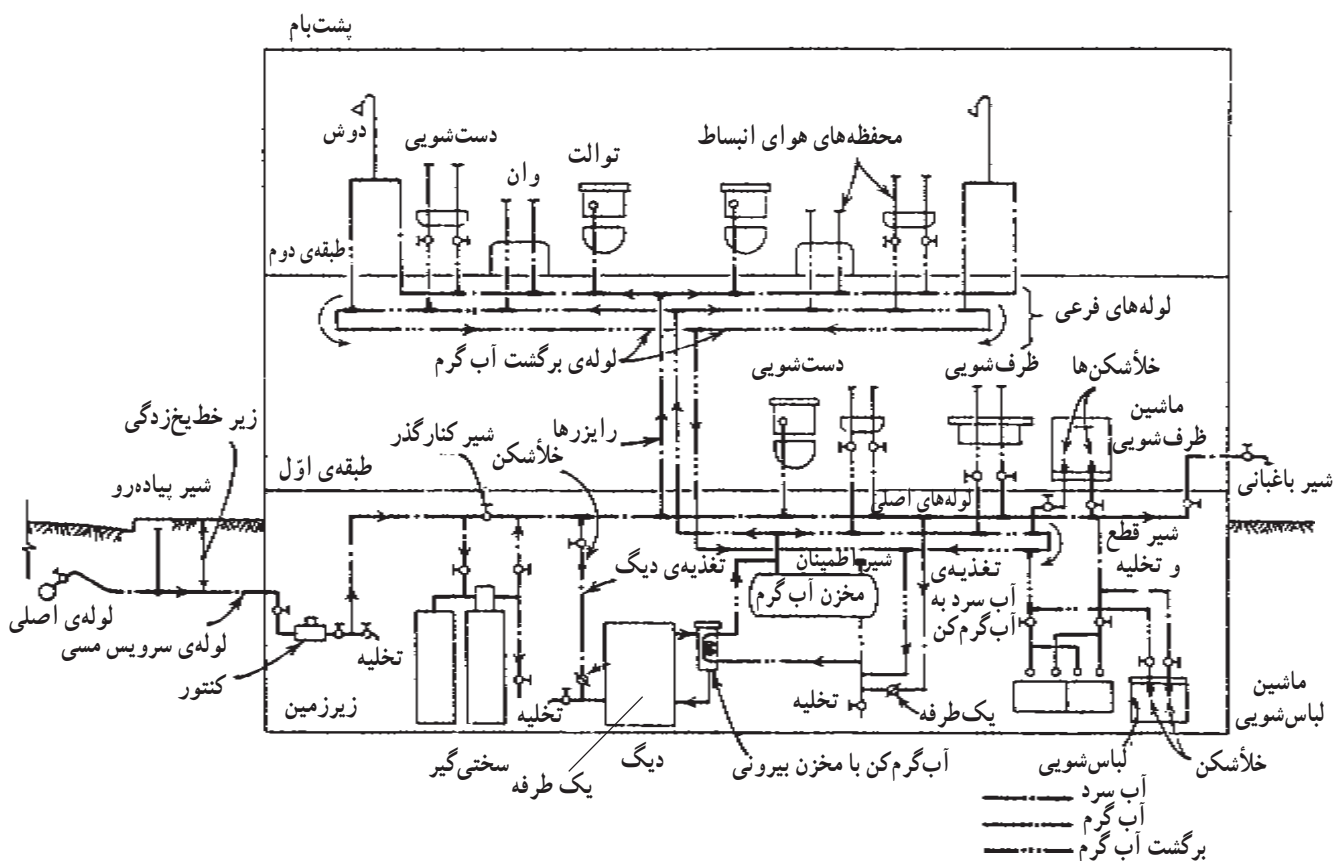 پشت‌بام
دوش
دست‌شویی
وان
توالت
محفظه‌های هوای انبساط
طبقه‌ی دوم
لوله‌های فرعی
لوله‌ی برگشت آب گرم
دست‌شویی
ظرف‌شویی
خلأشکن‌ها
ماشین
ظرف‌شویی
زیر خط یخ‌زدگی
شیر پیاده‌رو
شیر کنارگذر
خلأشکن
رایزرها
طبقه‌ی اوّل
لوله‌های اصلی
شیر باغبانی
شیر قطع
و تخلیه
شیر اطمینان
تغذیه‌ی دیگ
مخزن آب گرم
تغذیه‌ی
آب سرد به
آب‌گرم‌کن
لوله‌ی اصلی
لوله‌ی سرویس مسی
کنتور
تخلیه
زیرزمین
تخلیه
تخلیه
یک‌طرفه
ماشین
لباس‌شویی
سختی‌گیر
یک طرفه
دیگ
آب‌گرم‌کن با مخزن بیرونی
لباس‌شویی
خلأشکن
آب سرد
آب گرم
برگشت آب گرم